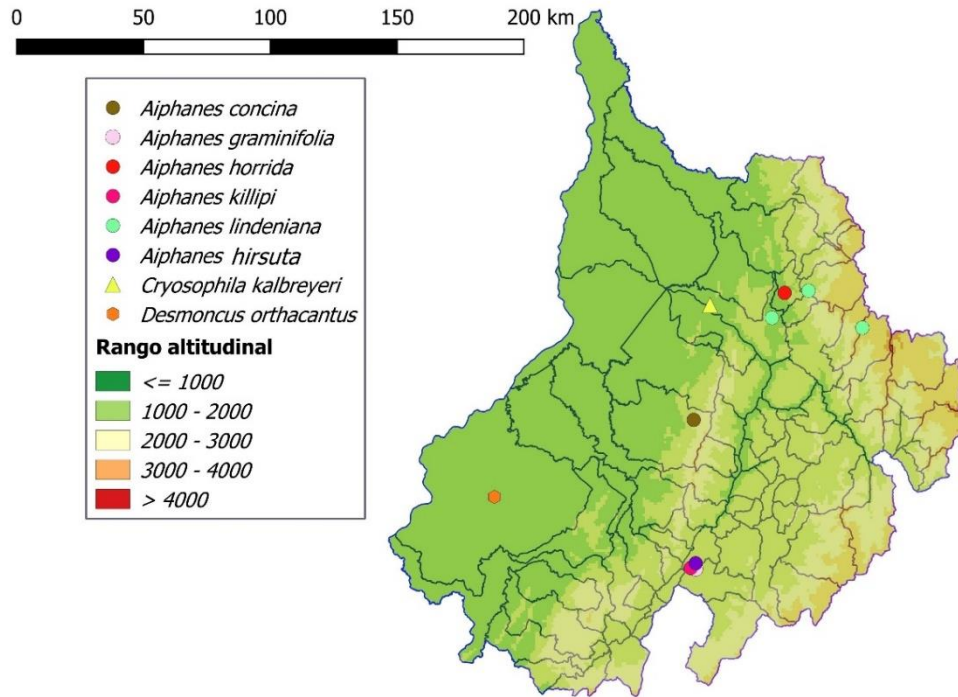 0 50 100 150 200 km
Aiphanes concina
Aiphanes graminifolia
Aiphanes horrida
Aiphanes killipi
Aiphanes lindeniana
Aiphanes hirsuta
Cryosophila kalbreyeri
Desmoncus orthacantus
Rango altitudinal
<= 1000
1000 - 2000
2000 - 3000
3000 - 4000
> 4000